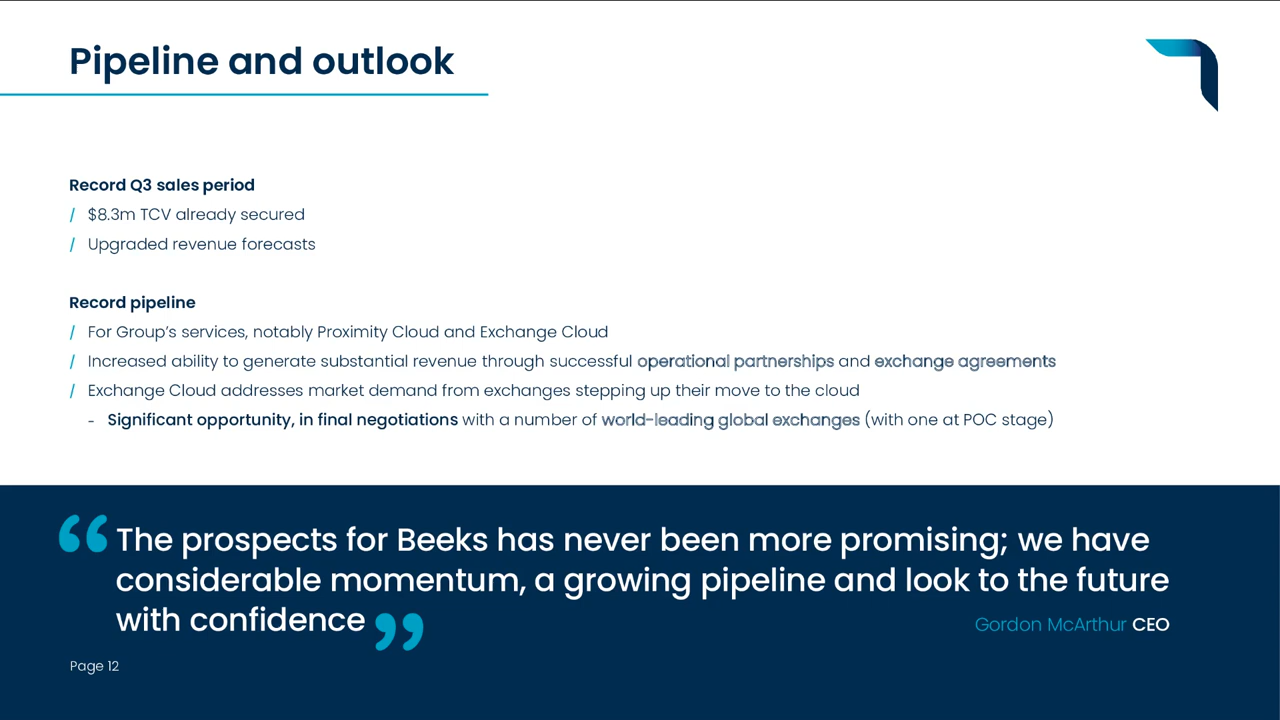 Pipeline and outlook
Record Q3 sales period
/ $8.3m TCV already secured
/ Upgraded revenue forecasts
Record pipeline
/ For Group's services, notably Proximity Cloud and Exchange Cloud
/ Increased ability to generate substantial revenue through successful operational partnerships and exchange agreements
/ Exchange Cloud addresses market demand from exchanges stepping up their move to the cloud
- Significant opportunity, in final negotiations with a number of world-leading global exchanges (with one at POC stage)
“The prospects for Beeks has never been more promising; we have
considerable momentum, a growing pipeline and look to the future
with confidence”
Gordon McArthur CEO
Page 12